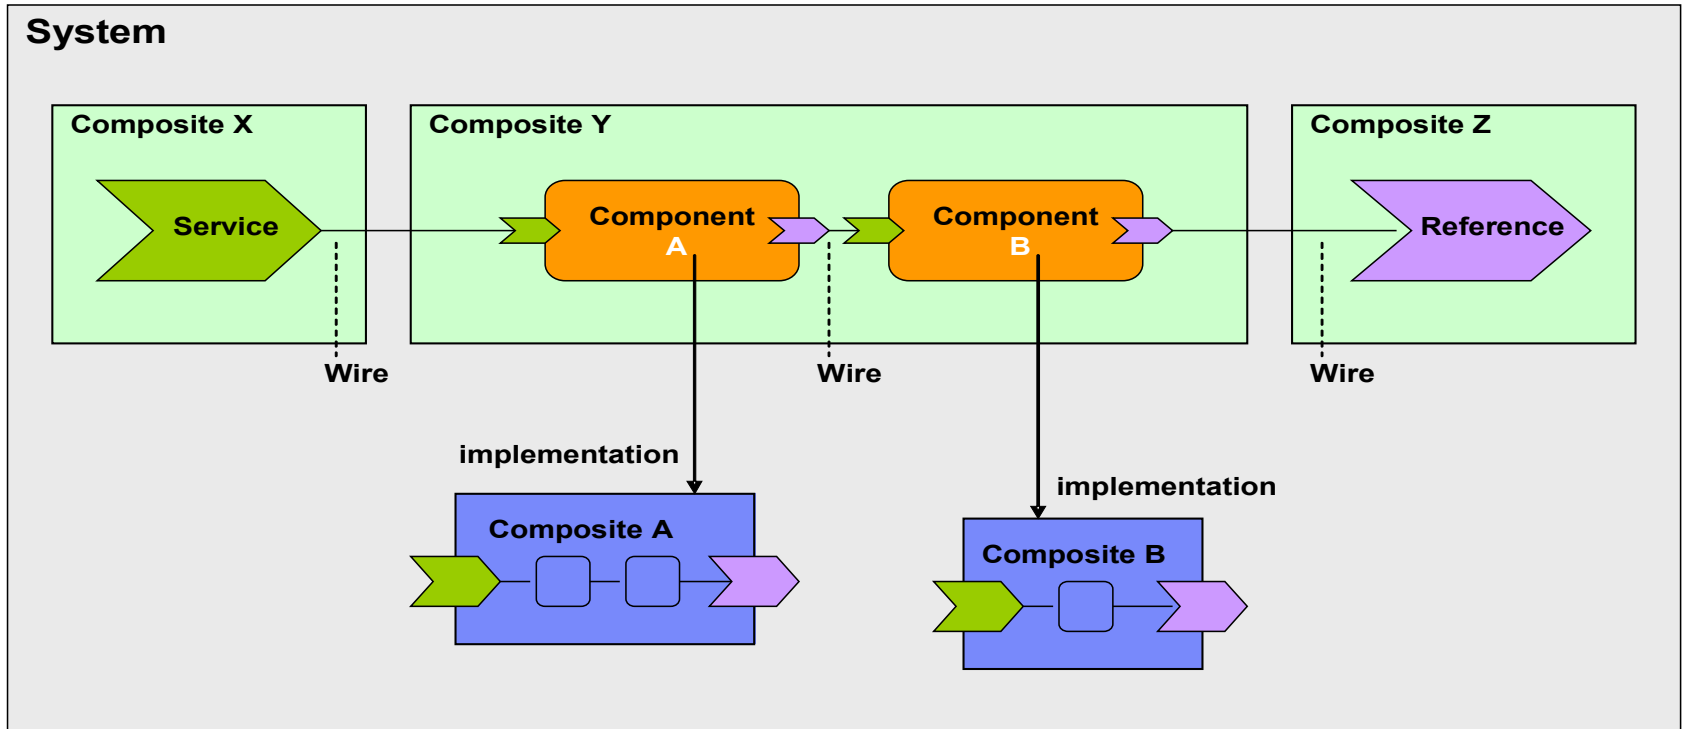 System
Composite X
Composite Y
Composite Z
Service
Component
A
Component
B
Reference
Wire
Wire
Wire
implementation
implementation
Composite A
Composite B